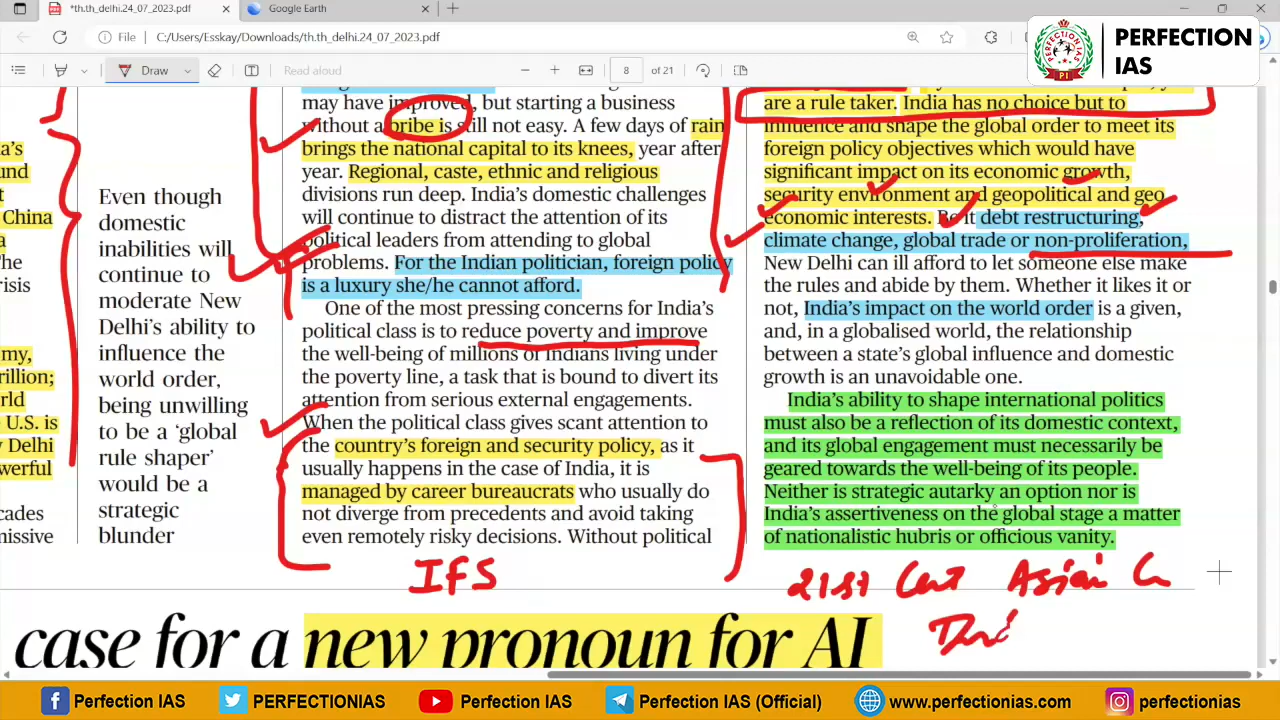 *th.th_delhi.24_07_2023.pdf
Google Earth
File
C:/Users/Esskay/Downloads/th.th_delhi.24_07_2023.pdf
PERFECTION
IAS
Draw
Read aloud
8
of 21
a's
und
t
China
a
The
risis
my,
rillion;
rld
e U.S. is
v Delhi
owerful
cades
missive
Even though
domestic
inabilities will
continue to
moderate New
Delhi's ability to
influence the
world order,
being unwilling
to be a 'global
rule shaper'
would be a
strategic
blunder
may have improved, but starting a business
without a bribe is still not easy. A few days of rain
brings the national capital to its knees, year after
year. Regional, caste, ethnic and religious
divisions run deep. India's domestic challenges
will continue to distract the attention of its
political leaders from attending to global
problems. For the Indian politician, foreign policy
is a luxury she/he cannot afford.
One of the most pressing concerns for India's
political class is to reduce poverty and improve
the well-being of millions of Indians living under
the poverty line, a task that is bound to divert its
attention from serious external engagements.
When the political class gives scant attention to
the country's foreign and security policy, as it
usually happens in the case of India, it is
managed by career bureaucrats who usually do
not diverge from precedents and avoid taking
even remotely risky decisions. Without political
IFS
are a rule taker. India has no choice but to
influence and shape the global order to meet its
foreign policy objectives which would have
significant impact on its economic growth,
security environment and geopolitical and geo
economic interests. Be it debt restructuring,
climate change, global trade or non-proliferation,
New Delhi can ill afford to let someone else make
the rules and abide by them. Whether it likes it or
not, India's impact on the world order is a given,
and, in a globalised world, the relationship
between a state's global influence and domestic
growth is an unavoidable one.
India's ability to shape international politics
must also be a reflection of its domestic context,
and its global engagement must necessarily be
geared towards the well-being of its people.
Neither is strategic autarky an option nor is
India's assertiveness on the global stage a matter
of nationalistic hubris or officious vanity.
21st Cent Asian
case for a new pronoun for AI
Perfection IAS
PERFECTIONIAS
Perfection IAS
Perfection IAS (Official)
www.perfectionias.com
perfectionias